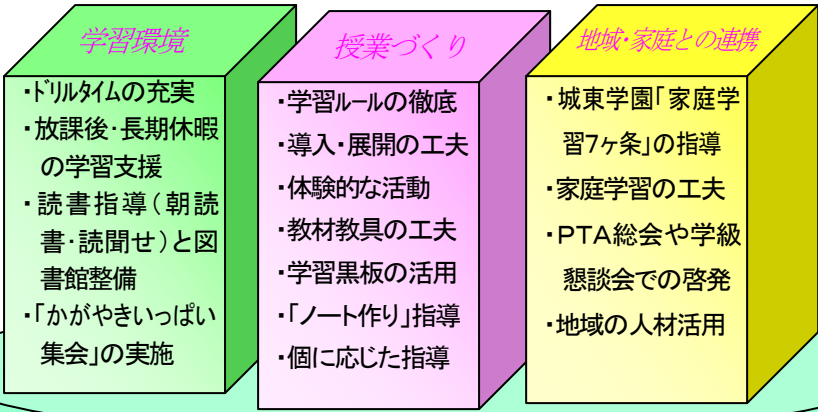 学習環境
・ドリルタイムの充実
・放課後・長期休暇
の学習支援
・読書指導(朝読
書・読聞せ)と図
書館整備
・「かがやきいっぱい
集会」の実施
授業づくり
・学習ルールの徹底
・導入・展開の工夫
・体験的な活動
・教材教具の工夫
・学習黒板の活用
・「ノート作り」指導
・個に応じた指導
地域・家庭との連携
・城東学園「家庭学
習7ヶ条」の指導
・家庭学習の工夫
・PTA総会や学級
懇談会での啓発
・地域の人材活用